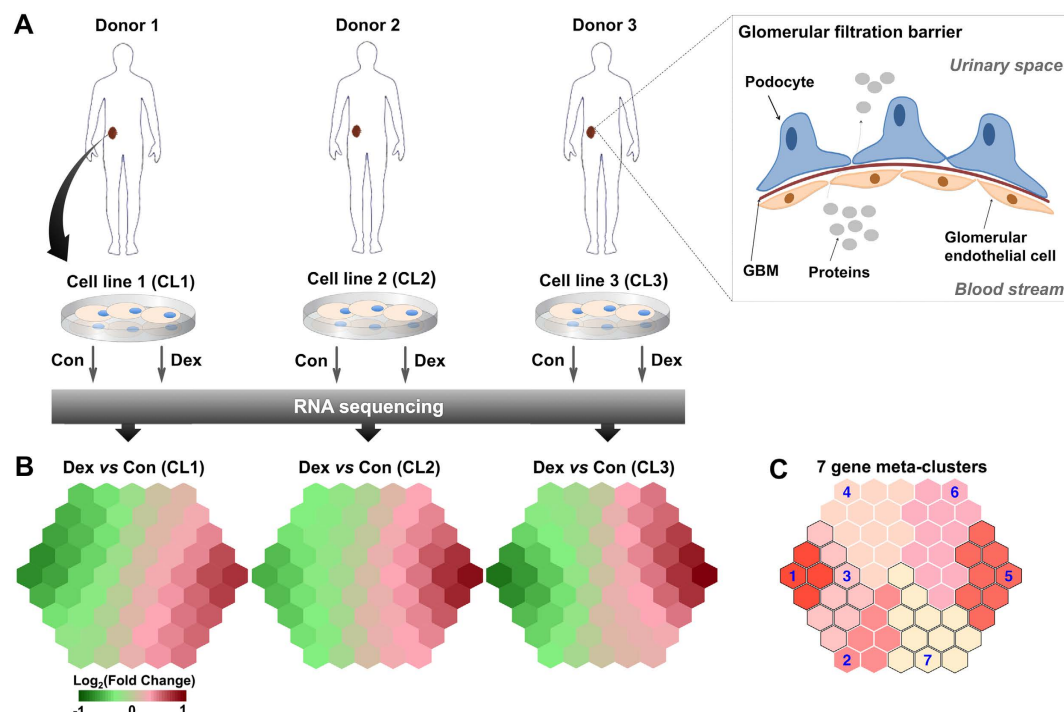 A
Donor 1
Donor 2
Donor 3
Glomerular filtration barrier
Urinary space
Podocyte
GBM
Proteins
Glomerular
endothelial cell
Blood stream
Cell line 1 (CL1)
Cell line 2 (CL2)
Cell line 3 (CL3)
Con
Dex
Con
Dex
Con
Dex
RNA sequencing
B
Dex vs Con (CL1)
Dex vs Con (CL2)
Dex vs Con (CL3)
Log2(Fold Change)
-1 0 1
C
7 gene meta-clusters
4
6
1
3
5
2
7